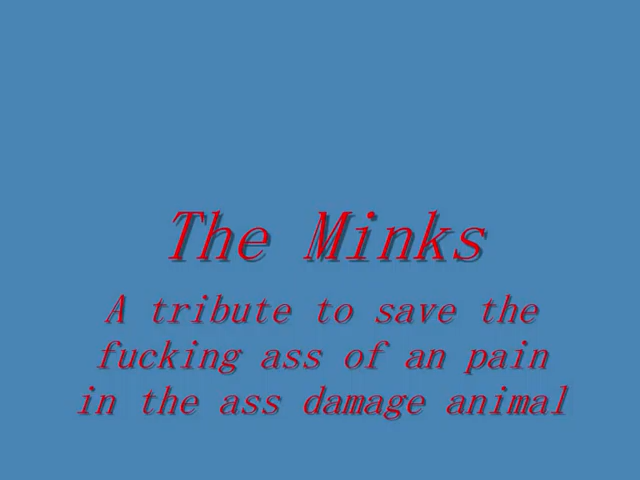 The Minks
A tribute to save the
fucking ass of an pain
in the ass damage animal